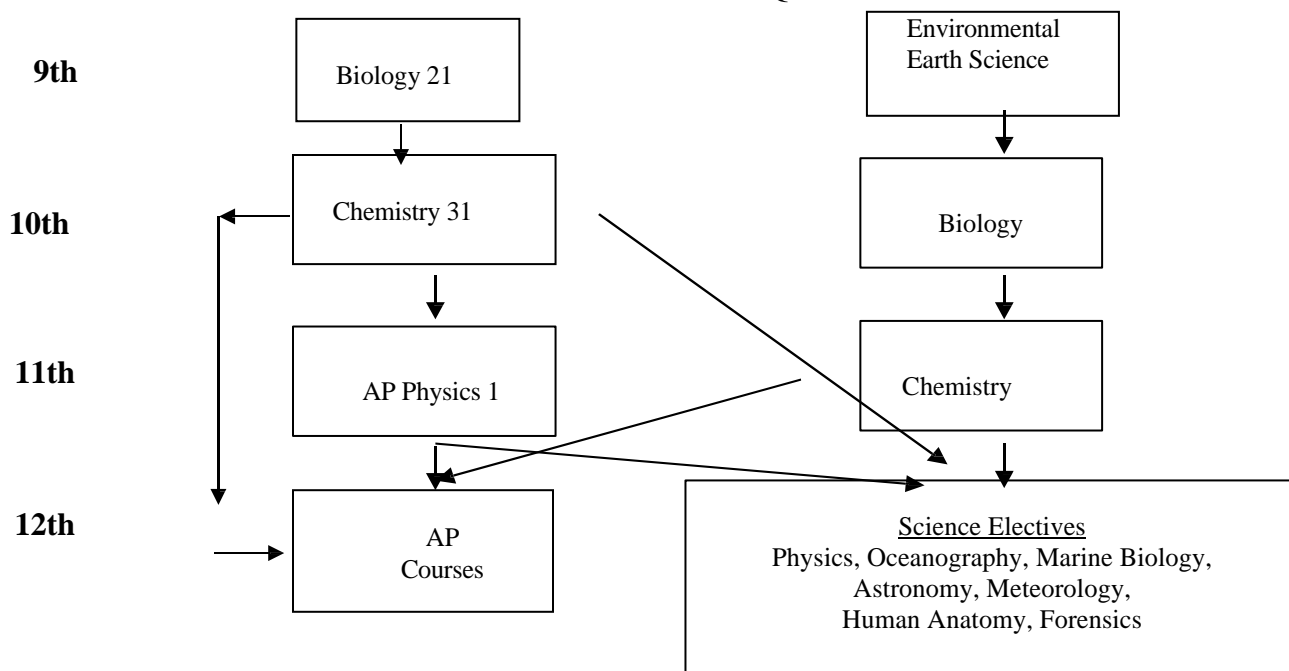 9th
Biology 21
Environmental
Earth Science
10th
Chemistry 31
Biology
11th
AP Physics 1
Chemistry
12th
AP
Courses
Science Electives
Physics, Oceanography, Marine Biology,
Astronomy, Meteorology,
Human Anatomy, Forensics